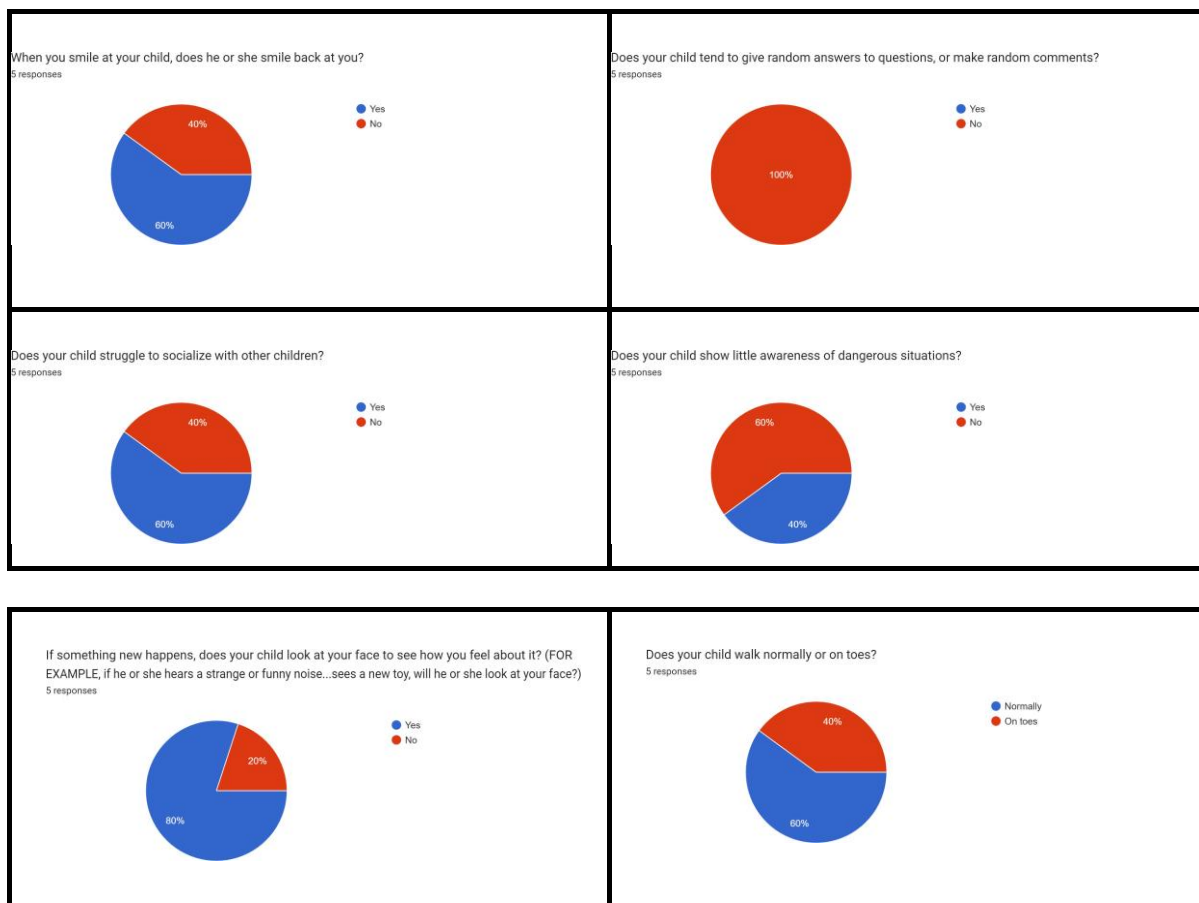 When you smile at your child, does he or she smile back at you?
5 responses
Yes
No
40%
60%
Does your child tend to give random answers to questions, or make random comments?
5 responses
Yes
No
100%
Does your child struggle to socialize with other children?
5 responses
Yes
No
40%
60%
Does your child show little awareness of dangerous situations?
5 responses
Yes
No
60%
40%
If something new happens, does your child look at your face to see how you feel about it? (FOR
EXAMPLE, if he or she hears a strange or funny noise...sees a new toy, will he or she look at your face?)
5 responses
Yes
No
20%
80%
Does your child walk normally or on toes?
5 responses
Normally
On toes
40%
60%